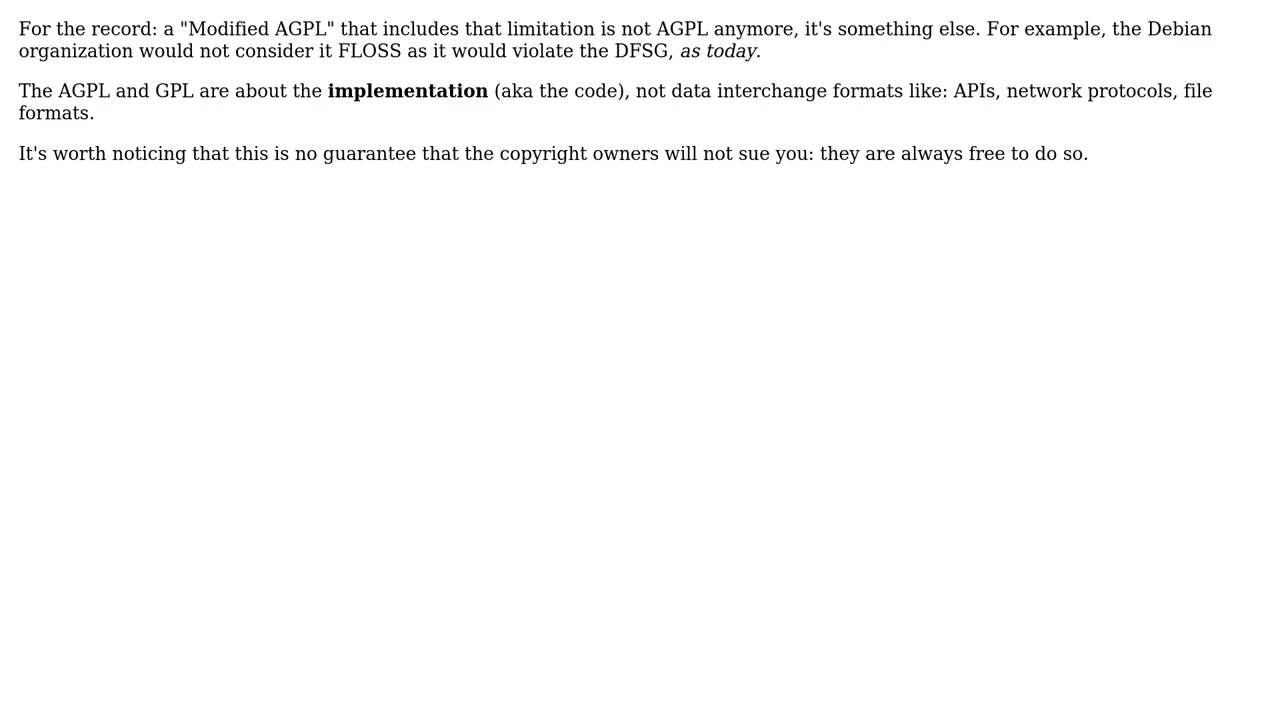 For the record: a "Modified AGPL" that includes that limitation is not AGPL anymore, it's something else. For example, the Debian
organization would not consider it FLOSS as it would violate the DFSG, as today.
The AGPL and GPL are about the implementation (aka the code), not data interchange formats like: APIs, network protocols, file
formats.
It's worth noticing that this is no guarantee that the copyright owners will not sue you: they are always free to do so.